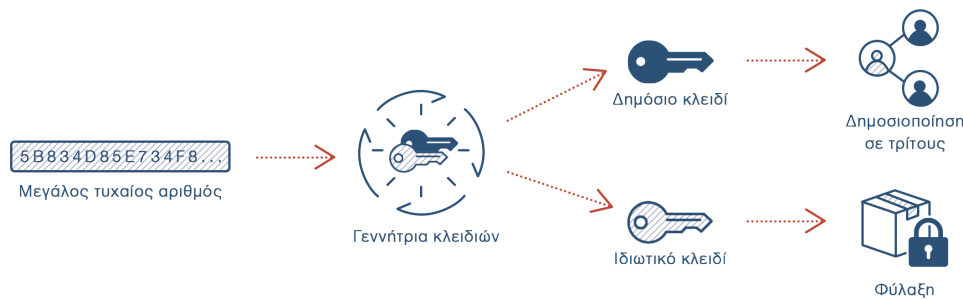 5B834D85E734F8...
Μεγάλος τυχαίος αριθμός
Γεννήτρια κλειδιών
Δημόσιο κλειδί
Δημοσιοποίηση
σε τρίτους
Ιδιωτικό κλειδί
Φύλαξη